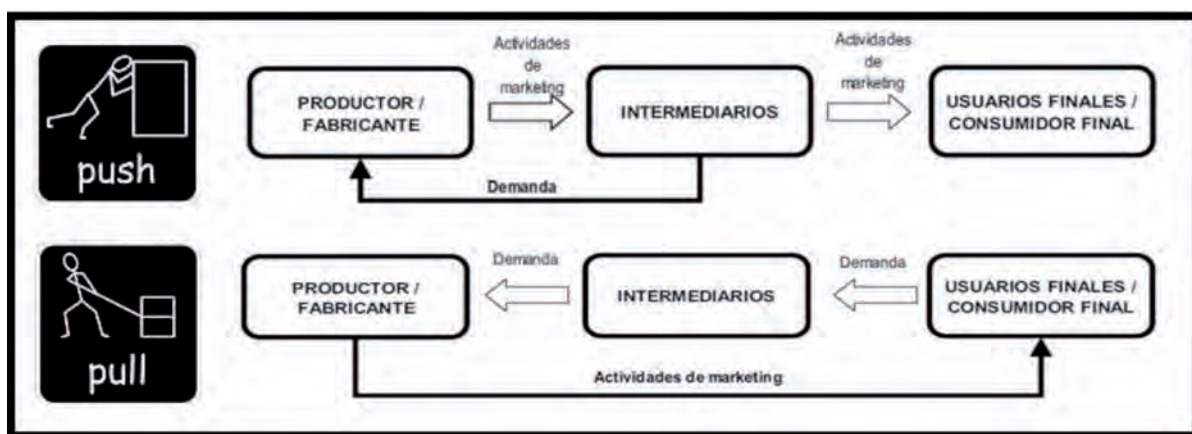 Actividades
de
marketing
Actividades
de
marketing
PRODUCTOR /
FABRICANTE
INTERMEDIARIOS
USUARIOS FINALES /
CONSUMIDOR FINAL
push
Demanda
Demanda
Demanda
PRODUCTOR /
FABRICANTE
INTERMEDIARIOS
USUARIOS FINALES /
CONSUMIDOR FINAL
pull
Actividades de marketing